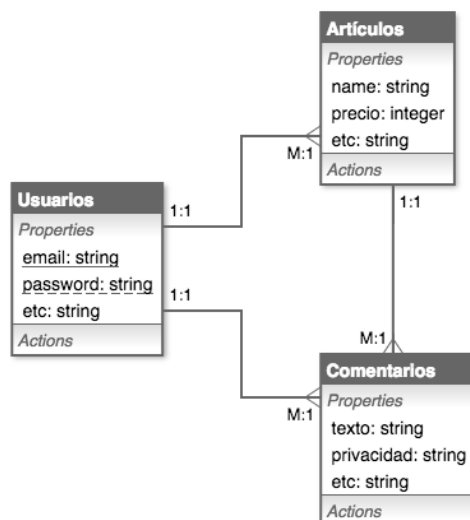 Artículos
Properties
name: string
precio: integer
etc: string
Actions
M:1
1:1
Usuarios
Properties
email: string
password: string
etc: string
Actions
1:1
1:1
M:1
M:1
Comentarios
Properties
texto: string
privacidad: string
etc: string
Actions